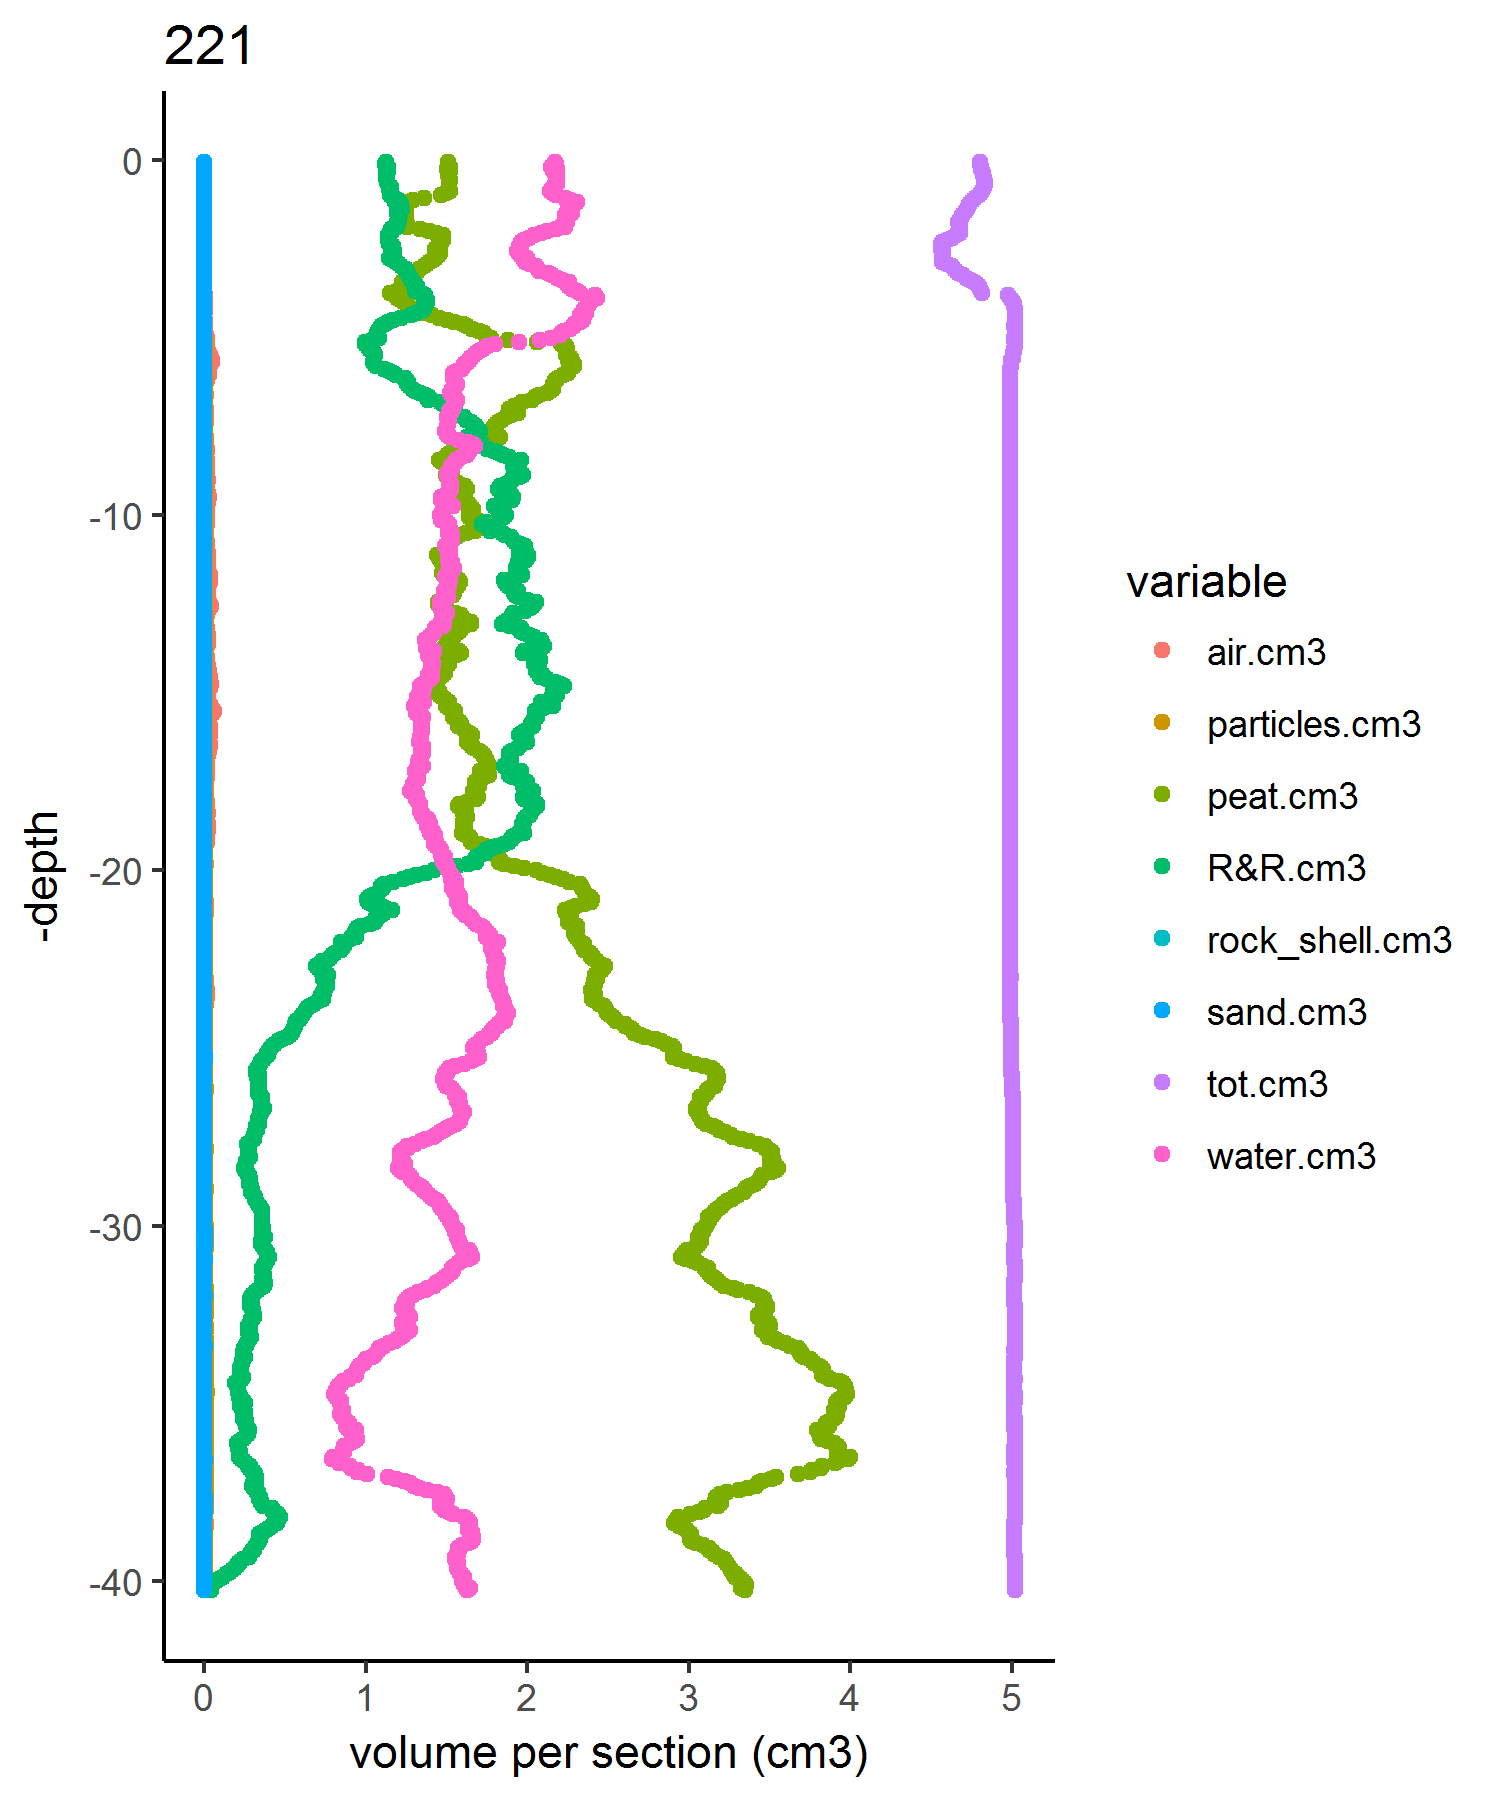 221
0
-10
-20
-30
-40
-depth
0 1 2 3 4 5
volume per section (cm3)
variable
air.cm3
particles.cm3
peat.cm3
R&R.cm3
rock_shell.cm3
sand.cm3
tot.cm3
water.cm3